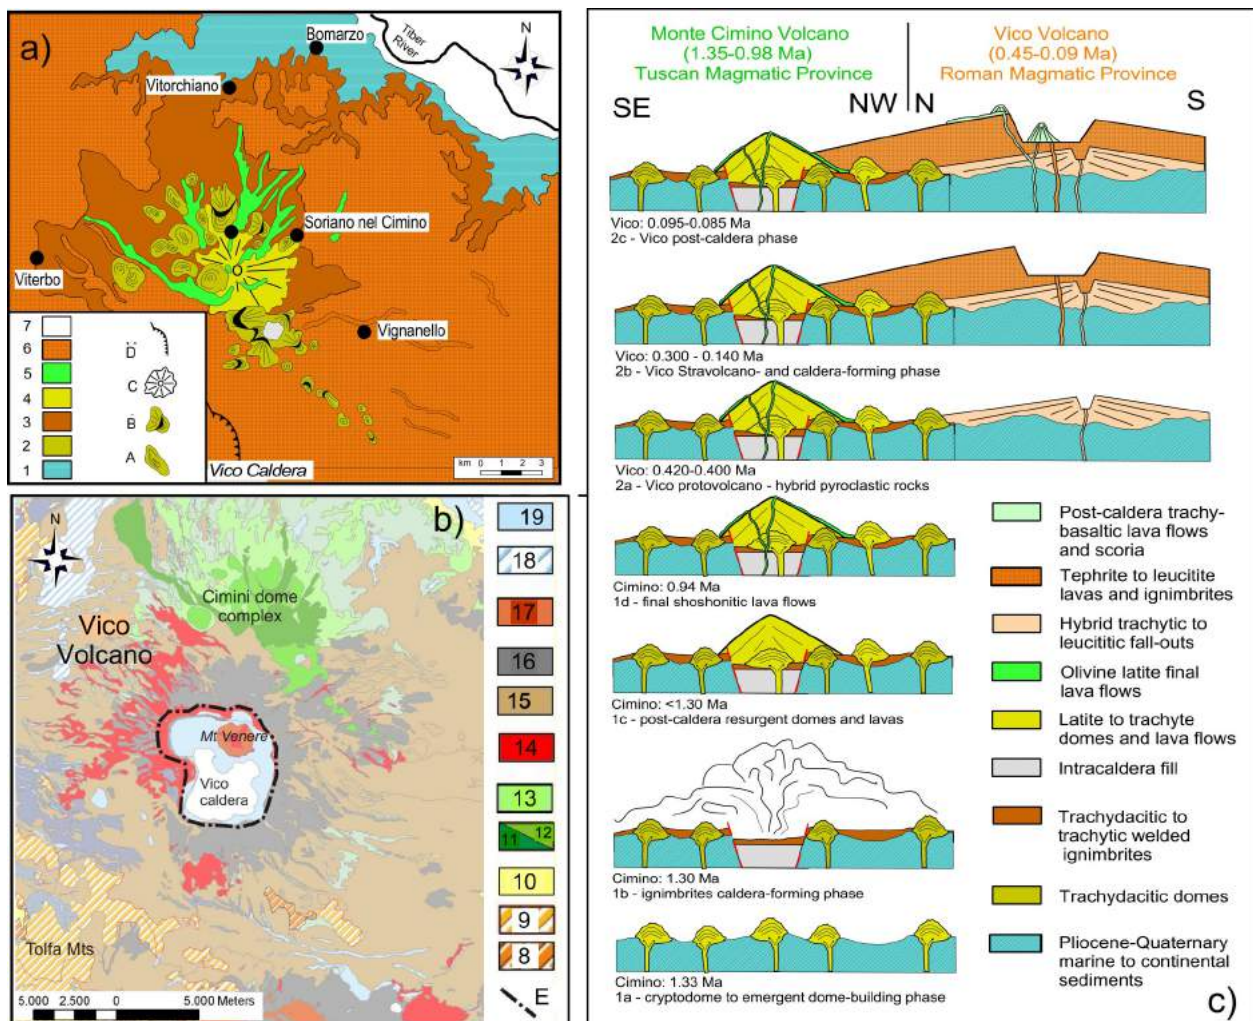 a)
Bomarzo
Tiber
River
N
Vitorchiano
Soriano nel Cimino
Viterbo
Vignanello
7
6
5
4
3
2
1
D
C
B
A
Vico Caldera
km 0 1 2 3
b)
N
Cimini dome
complex
Vico
Volcano
Mt Venere
Vico
caldera
Tolfa Mts
5.000 2.500 0 5.000 Meters
19
18
17
16
15
14
13
11 12
10
9
8
E
Monte Cimino Volcano
(1.35-0.98 Ma)
Tuscan Magmatic Province
Vico Volcano
(0.45-0.09 Ma)
Roman Magmatic Province
SE
NW
N
S
Vico: 0.095-0.085 Ma
2c - Vico post-caldera phase
Vico: 0.300 - 0.140 Ma
2b - Vico Stravolcano- and caldera-forming phase
Vico: 0.420-0.400 Ma
2a - Vico protovolcano - hybrid pyroclastic rocks
Cimino: 0.94 Ma
1d - final shoshonitic lava flows
Cimino: <1.30 Ma
1c - post-caldera resurgent domes and lavas
Cimino: 1.30 Ma
1b - ignimbrites caldera-forming phase
Cimino: 1.33 Ma
1a - cryptodome to emergent dome-building phase
Post-caldera trachy-
basaltic lava flows
and scoria
Tephrite to leucitite
lavas and ignimbrites
Hybrid trachytic to
leucititic fall-outs
Olivine latite final
lava flows
Latite to trachyte
domes and lava flows
Intracaldera fill
Trachydacitic to
trachytic welded
ignimbrites
Trachydacitic domes
Pliocene-Quaternary
marine to continental
sediments
c)